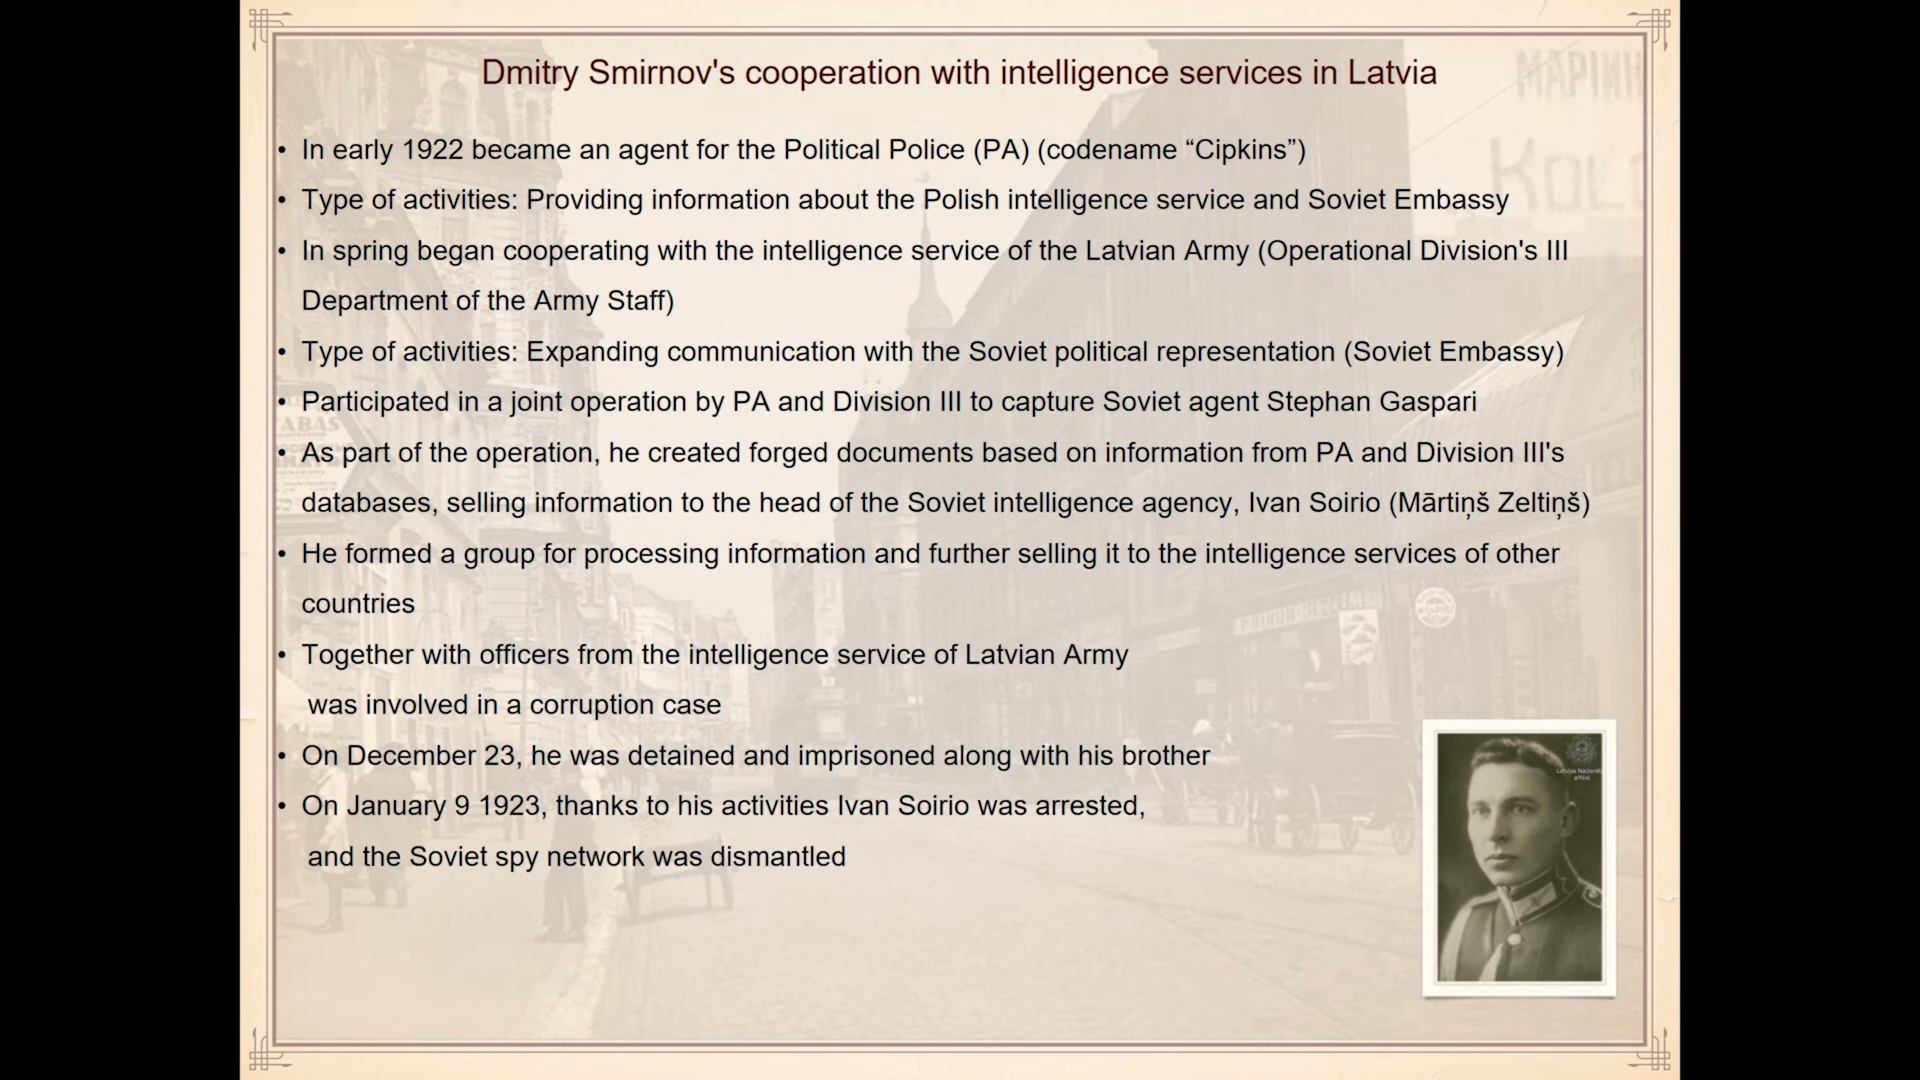 Dmitry Smirnov's cooperation with intelligence services in Latvia
• In early 1922 became an agent for the Political Police (PA) (codename “Cipkins”)
• Type of activities: Providing information about the Polish intelligence service and Soviet Embassy
• In spring began cooperating with the intelligence service of the Latvian Army (Operational Division's III
Department of the Army Staff)
• Type of activities: Expanding communication with the Soviet political representation (Soviet Embassy)
• Participated in a joint operation by PA and Division III to capture Soviet agent Stephan Gaspari
• As part of the operation, he created forged documents based on information from PA and Division III's
databases, selling information to the head of the Soviet intelligence agency, Ivan Soirio (Mārtiņš Zeltiņš)
• He formed a group for processing information and further selling it to the intelligence services of other
countries
• Together with officers from the intelligence service of Latvian Army
was involved in a corruption case
• On December 23, he was detained and imprisoned along with his brother
• On January 9 1923, thanks to his activities Ivan Soirio was arrested,
and the Soviet spy network was dismantled
arhīvs